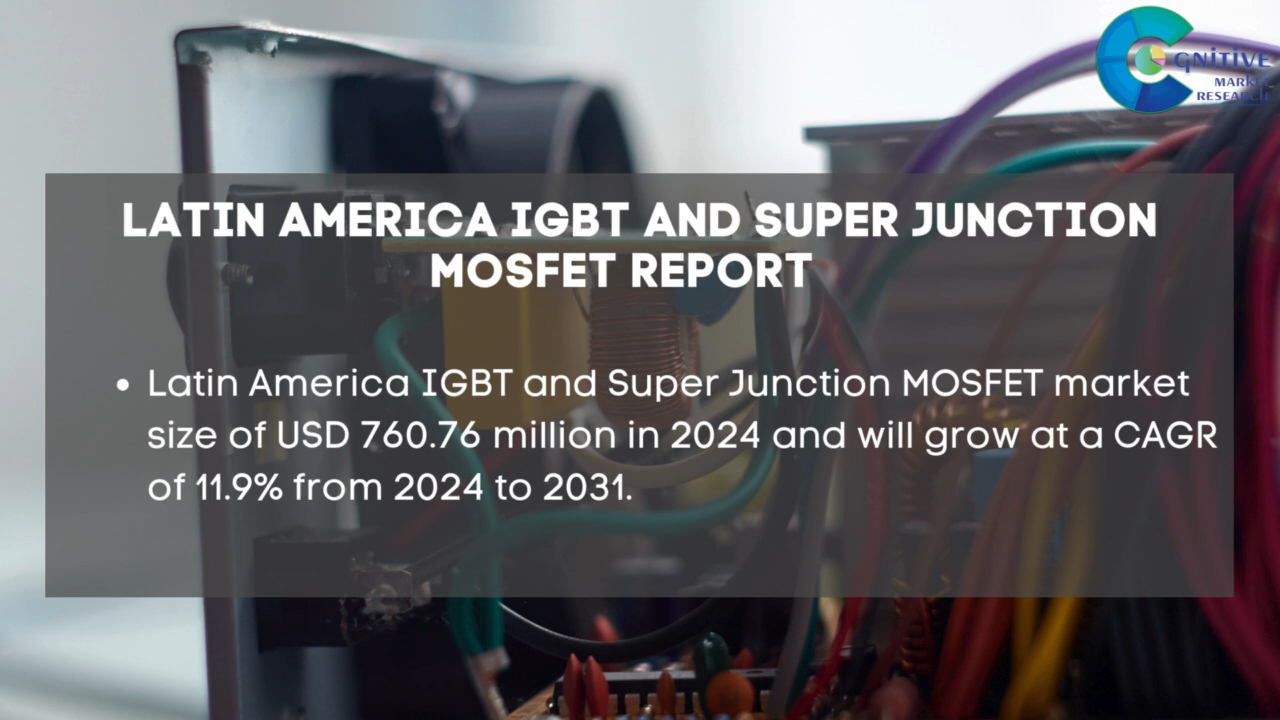 COGNITIVE
MARKET
RESEARCH
LATIN AMERICA IGBT AND SUPER JUNCTION
MOSFET REPORT
• Latin America IGBT and Super Junction MOSFET market
size of USD 760.76 million in 2024 and will grow at a CAGR
of 11.9% from 2024 to 2031.